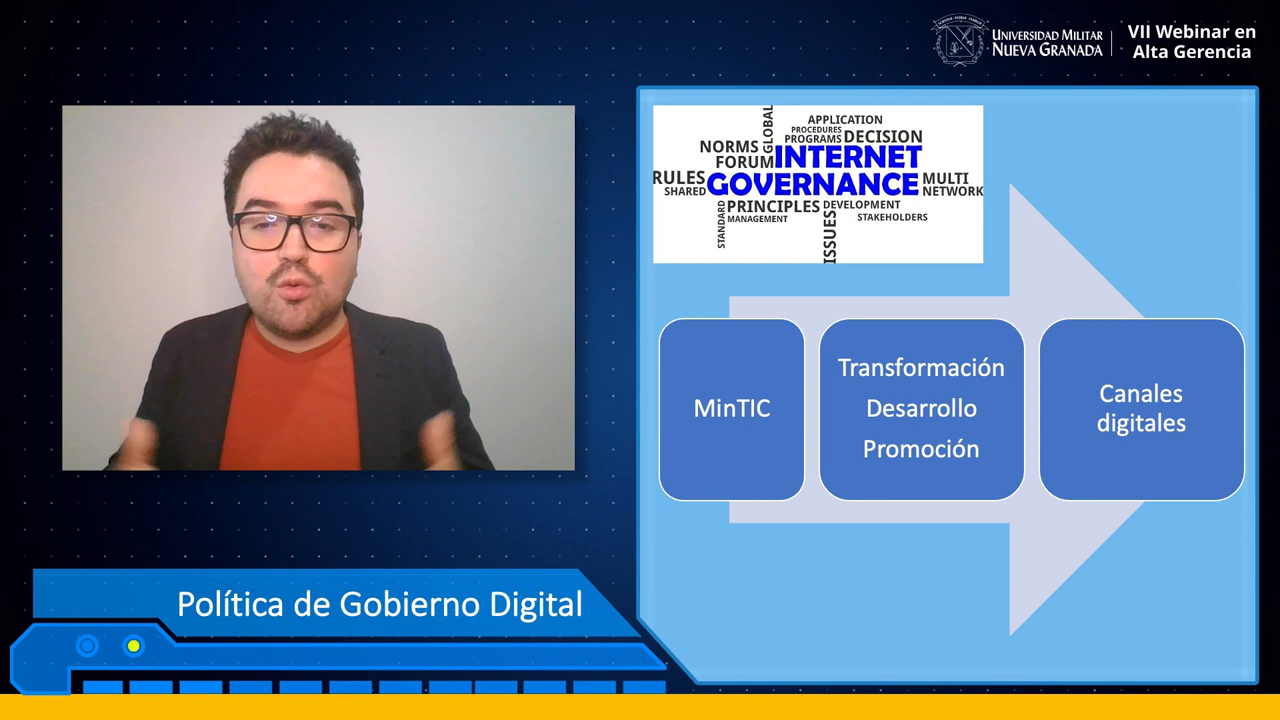 UNIVERSIDAD MILITAR
NUEVA GRANADA
VII Webinar en
Alta Gerencia
GLOBAL
APPLICATION
PROCEDURES
PROGRAMS
DECISION
NORMS
FORUM
INTERNET
RULES
SHARED
GOVERNANCE
MULTI
NETWORK
STANDARD
PRINCIPLES
DEVELOPMENT
MANAGEMENT
ISSUES
STAKEHOLDERS
MinTIC
Transformación
Desarrollo
Promoción
Canales
digitales
Política de Gobierno Digital